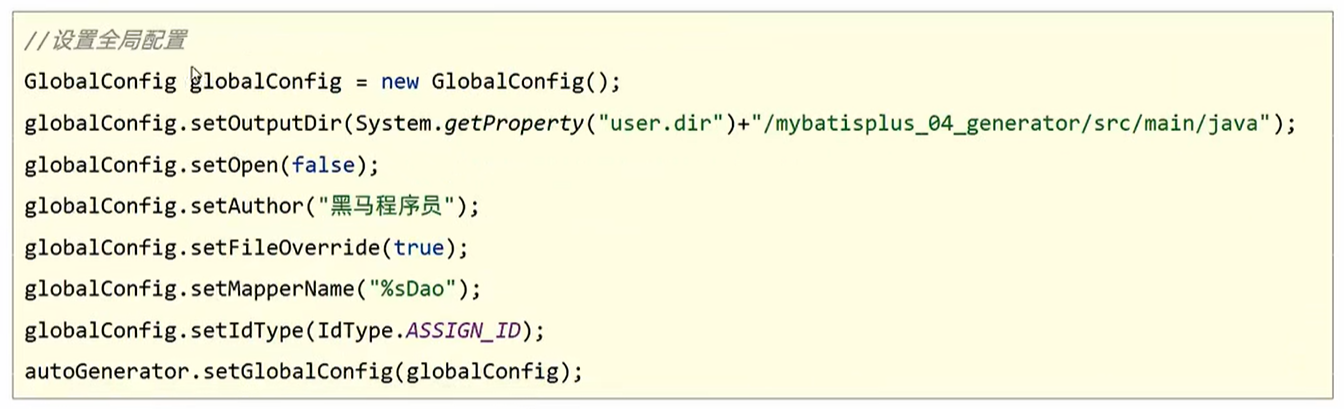 //设置全局配置
GlobalConfig globalConfig = new GlobalConfig();
globalConfig.setOutputDir(System.getProperty("user.dir")+"/mybatisplus_04_generator/src/main/java");
globalConfig.setOpen(false);
globalConfig.setAuthor("黑马程序员");
globalConfig.setFileOverride(true);
globalConfig.setMapperName("%sDao");
globalConfig.setIdType(IdType.ASSIGN_ID);
autoGenerator.setGlobalConfig(globalConfig);